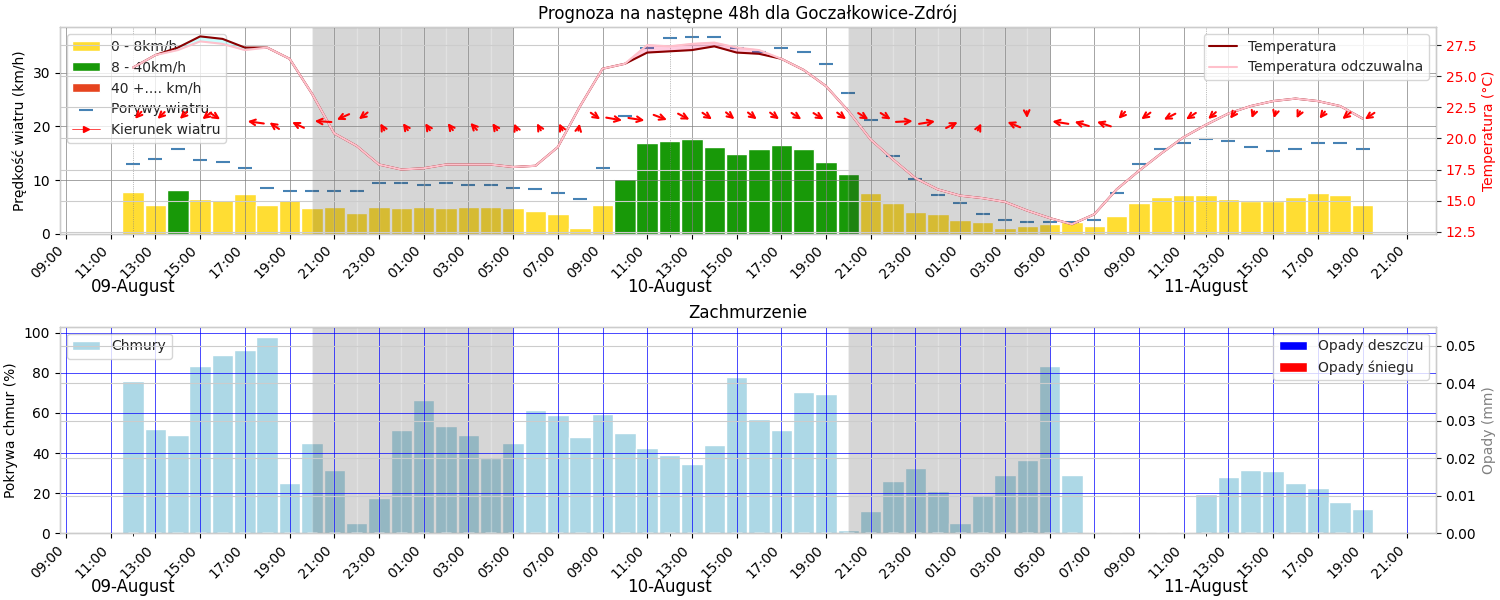 Prognoza na następne 48h dla Goczałkowice-Zdrój
Prędkość wiatru (km/h)
30
20
10
0
0 - 8km/h
8 - 40km/h
40 +.... km/h
Porywy wiatru
Kierunek wiatru
Temperatura
Temperatura odczuwalna
27.5
25.0
22.5
20.0
17.5
15.0
12.5
Temperatura (°C)
09:00 11:00 13:00 15:00 17:00 19:00 21:00 23:00 01:00 03:00 05:00 07:00 09:00 11:00 13:00 15:00 17:00 19:00 21:00 23:00 01:00 03:00 05:00 07:00 09:00 11:00 13:00 15:00 17:00 19:00 21:00
09-August 10-August 11-August
Zachmurzenie
Pokrywa chmur (%)
100
80
60
40
20
0
Chmury
Opady deszczu
Opady śniegu
0.05
0.04
0.03
0.02
0.01
0.00
Opady (mm)
09:00 11:00 13:00 15:00 17:00 19:00 21:00 23:00 01:00 03:00 05:00 07:00 09:00 11:00 13:00 15:00 17:00 19:00 21:00 23:00 01:00 03:00 05:00 07:00 09:00 11:00 13:00 15:00 17:00 19:00 21:00
09-August 10-August 11-August